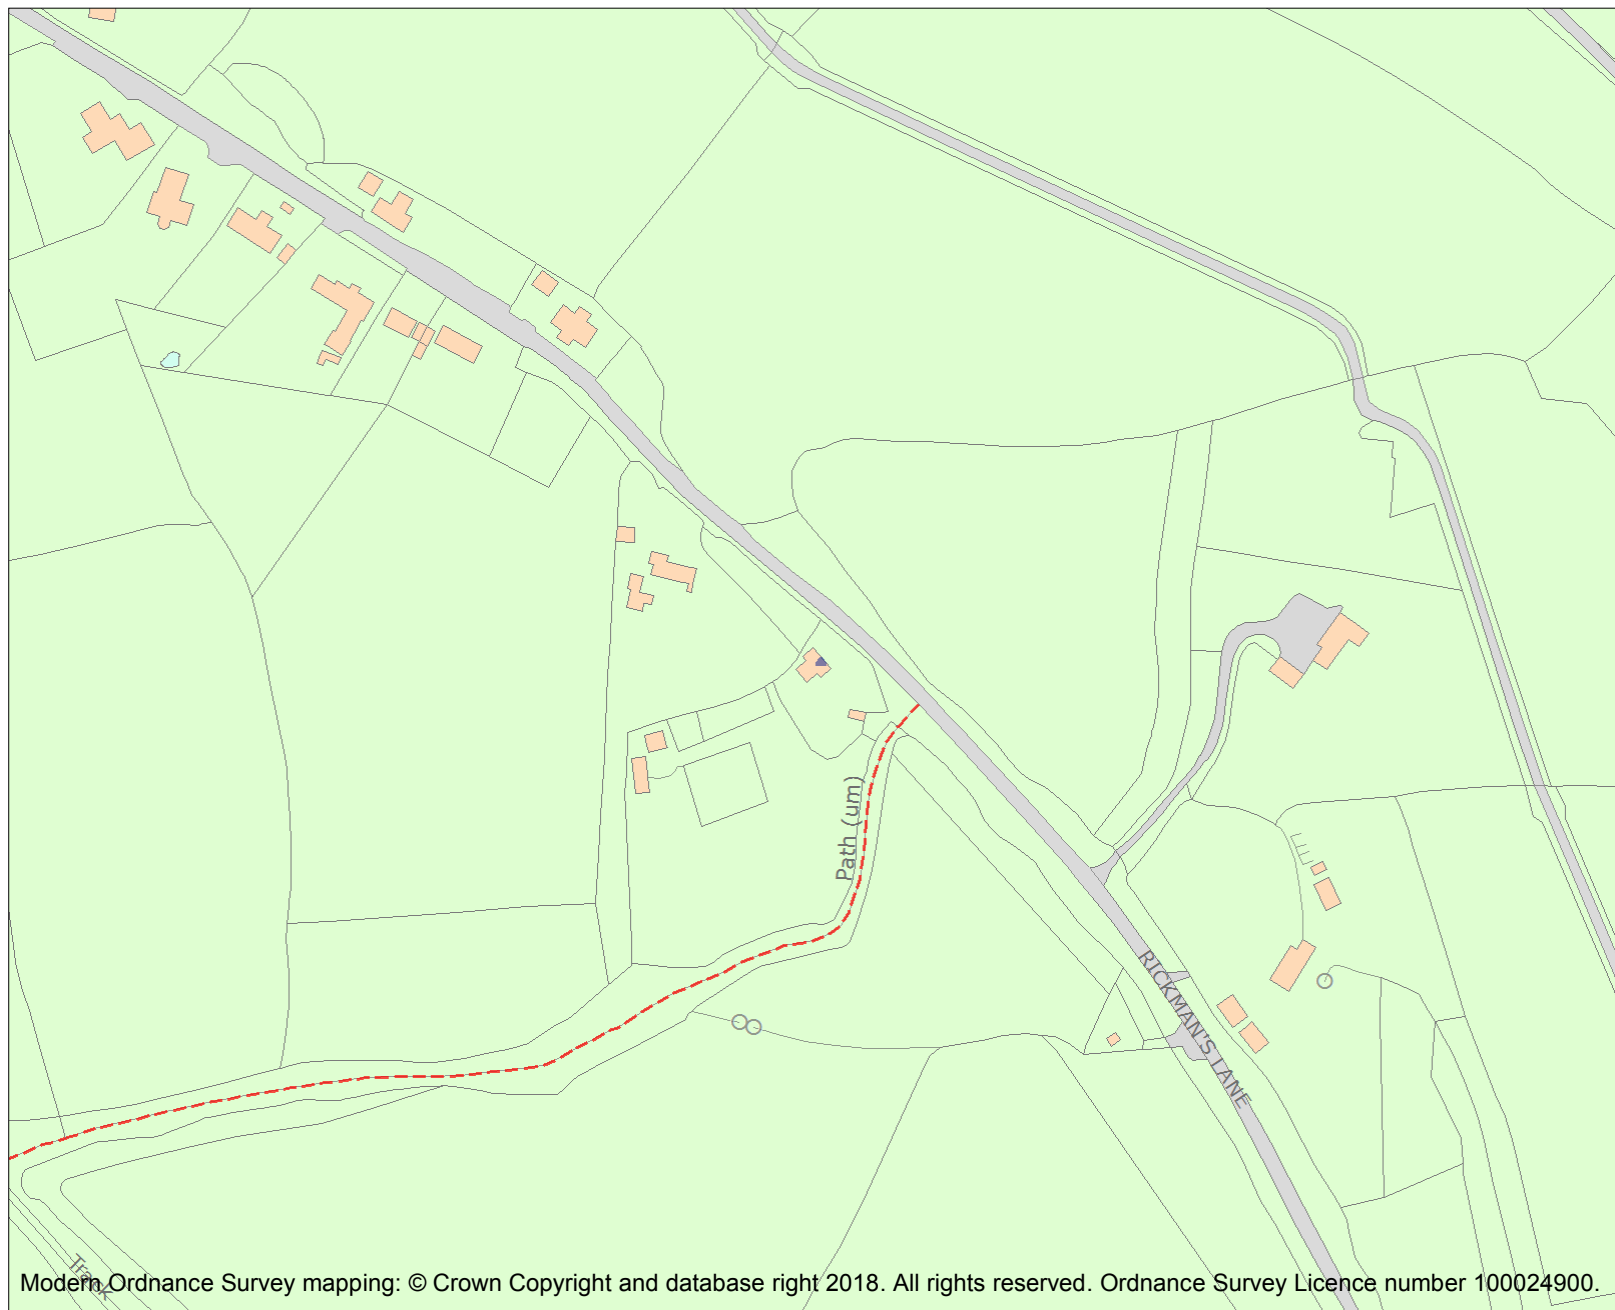 Path (um)
RICKMAN'S LANE
Track
Modern Ordnance Survey mapping: © Crown Copyright and database right 2018. All rights reserved. Ordnance Survey Licence number 100024900.